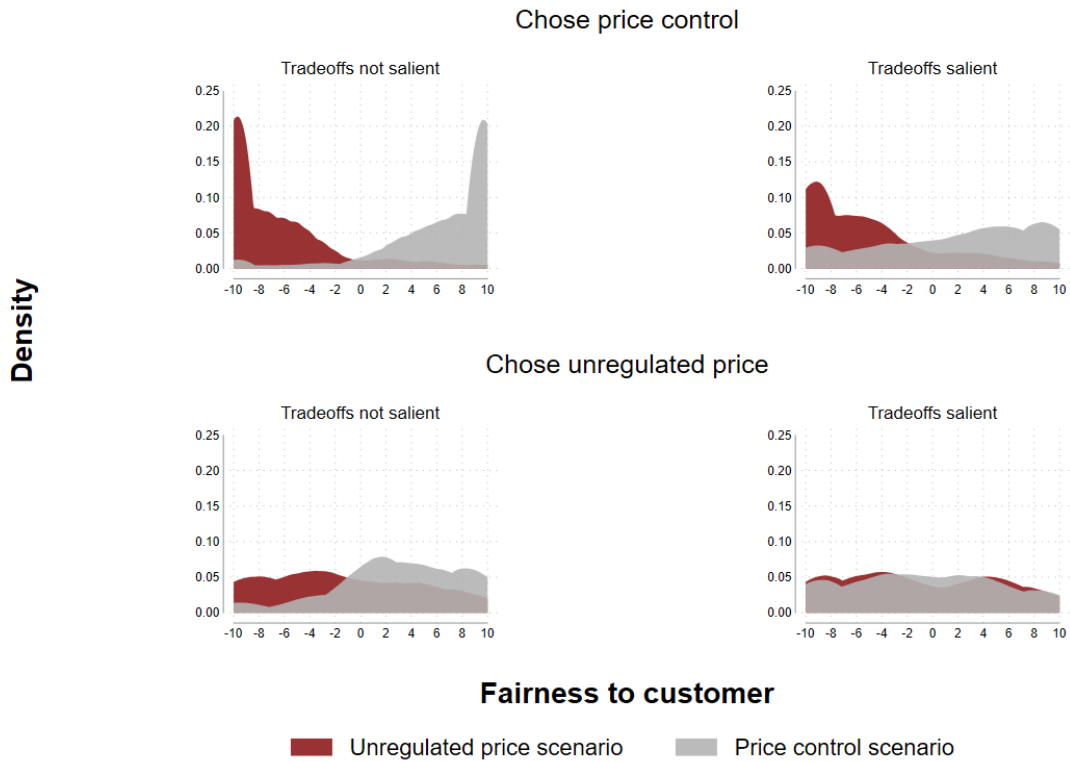 Chose price control
Tradeoffs not salient
Tradeoffs salient
0.25
0.20
0.15
0.10
0.05
0.00
-10 -8 -6 -4 -2 0 2 4 6 8 10
0.25
0.20
0.15
0.10
0.05
0.00
-10 -8 -6 -4 -2 0 2 4 6 8 10
Density
Chose unregulated price
Tradeoffs not salient
Tradeoffs salient
0.25
0.20
0.15
0.10
0.05
0.00
-10 -8 -6 -4 -2 0 2 4 6 8 10
0.25
0.20
0.15
0.10
0.05
0.00
-10 -8 -6 -4 -2 0 2 4 6 8 10
Fairness to customer
Unregulated price scenario
Price control scenario